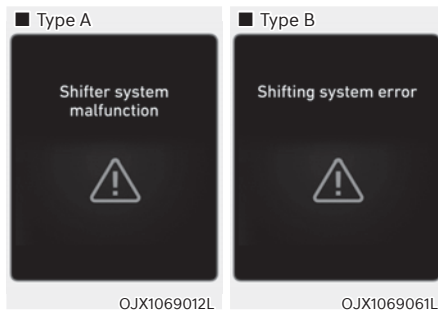 ■ Type A
Shifter system
malfunction
OJX1069012L
■ Type B
Shifting system error
OJX1069061L